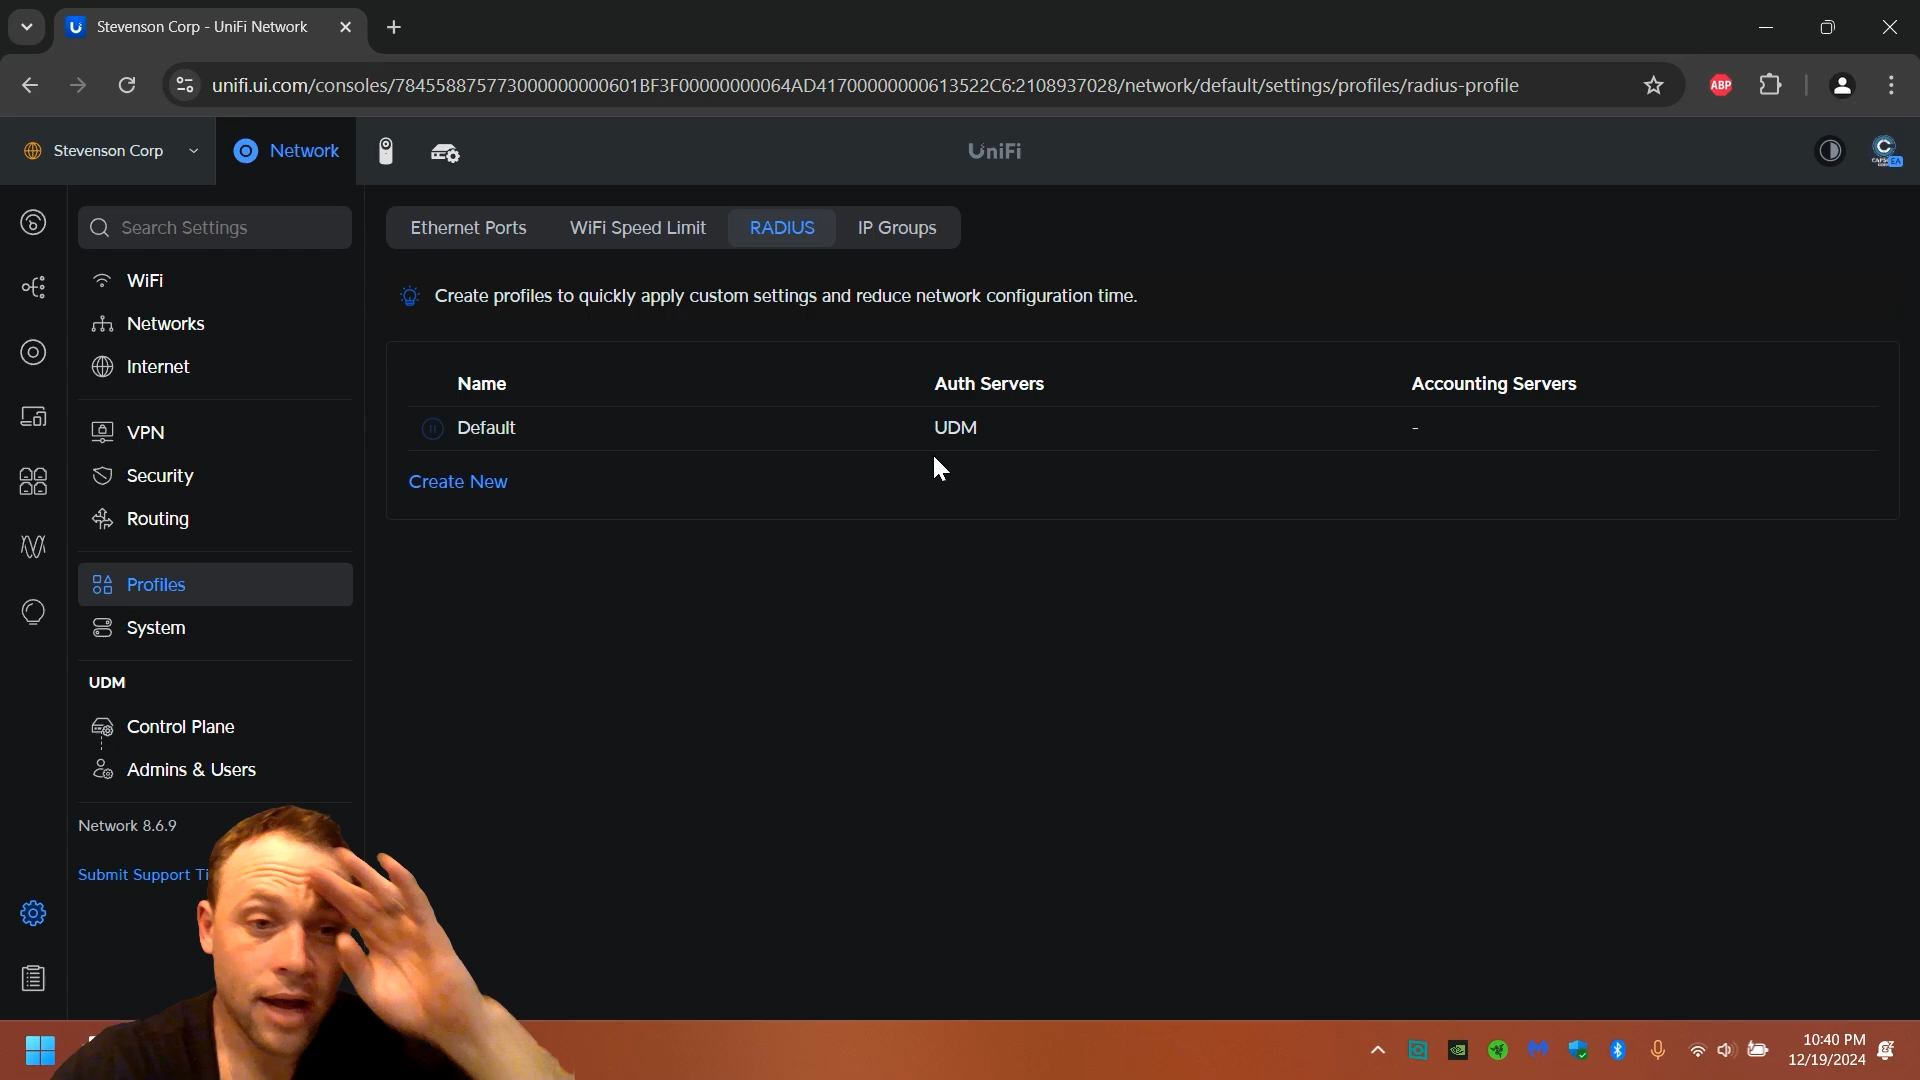 Stevenson Corp - UniFi Network
unifi.ui.com/consoles/784558875773000000000601BF3F00000000064AD41700000000613522C6:2108937028/network/default/settings/profiles/radius-profile
ABP
Stevenson Corp
Network
UniFi
EA
Search Settings
Ethernet Ports
WiFi Speed Limit
RADIUS
IP Groups
WiFi
Create profiles to quickly apply custom settings and reduce network configuration time.
Networks
Internet
Name
Auth Servers
Accounting Servers
Default
UDM
-
VPN
Security
Create New
Routing
Profiles
System
UDM
Control Plane
Admins & Users
Network 8.6.9
Submit Support
10:40 PM
12/19/2024